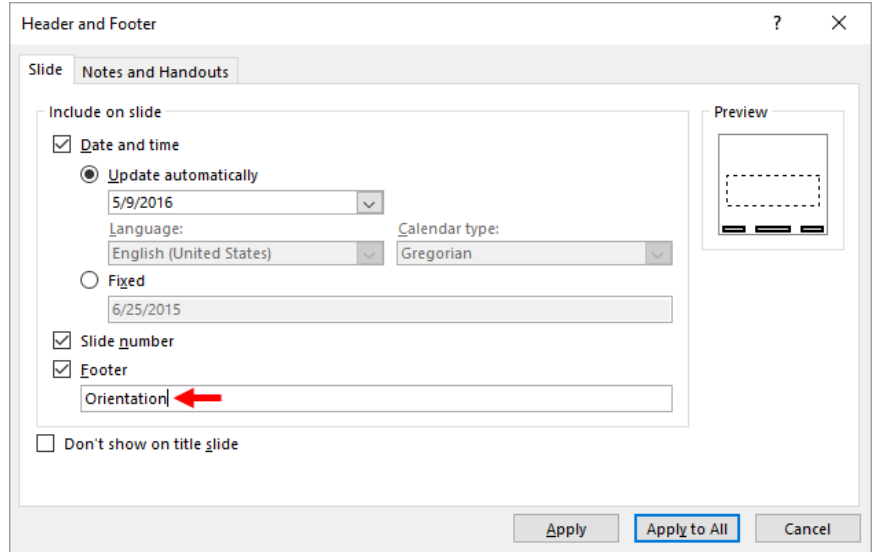 Header and Footer ?
Slide Notes and Handouts
Include on slide Preview
Date and time
Update automatically
5/9/2016
Language: Calendar type:
English (United States) Gregorian
Fixed
6/25/2015
Slide number
Footer
Orientation
Don't show on title slide
Apply Apply to All Cancel